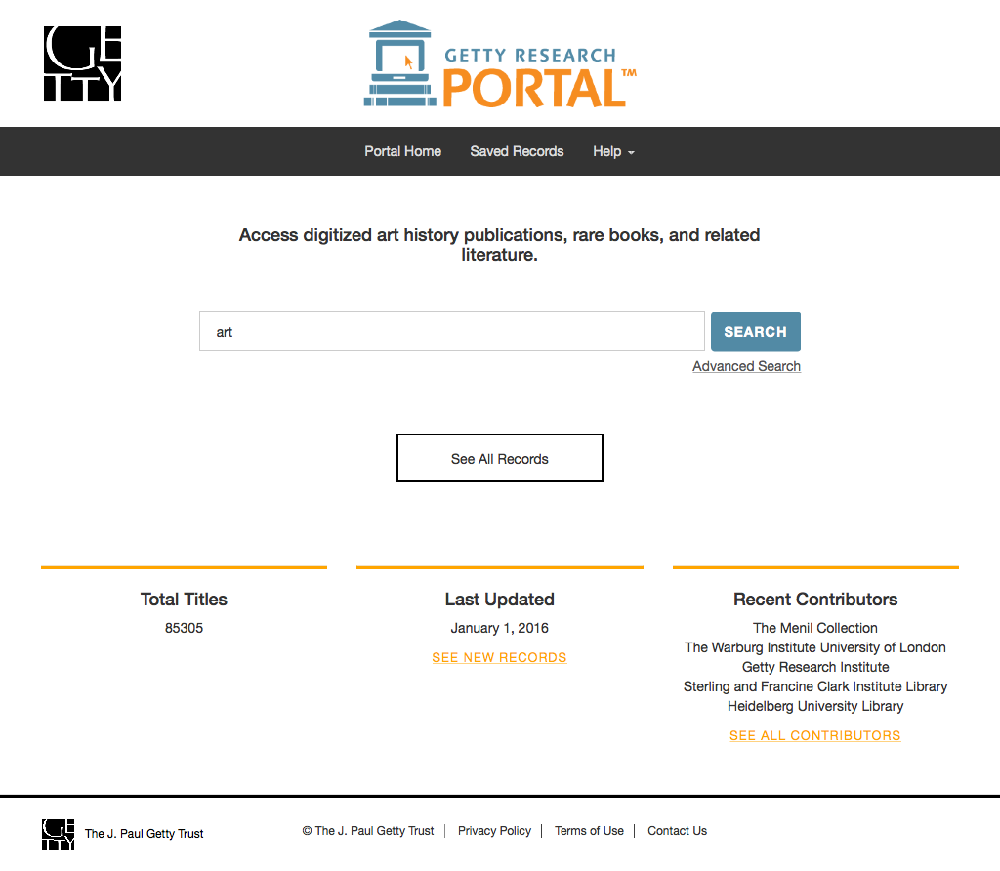 GE
TTY
GETTY RESEARCH
PORTAL™
Portal Home Saved Records Help
Access digitized art history publications, rare books, and related
literature.
art SEARCH
Advanced Search
See All Records
Total Titles
85305
Last Updated
January 1, 2016
SEE NEW RECORDS
Recent Contributors
The Menil Collection
The Warburg Institute University of London
Getty Research Institute
Sterling and Francine Clark Institute Library
Heidelberg University Library
SEE ALL CONTRIBUTORS
GE
TTY
The J. Paul Getty Trust
© The J. Paul Getty Trust | Privacy Policy | Terms of Use | Contact Us